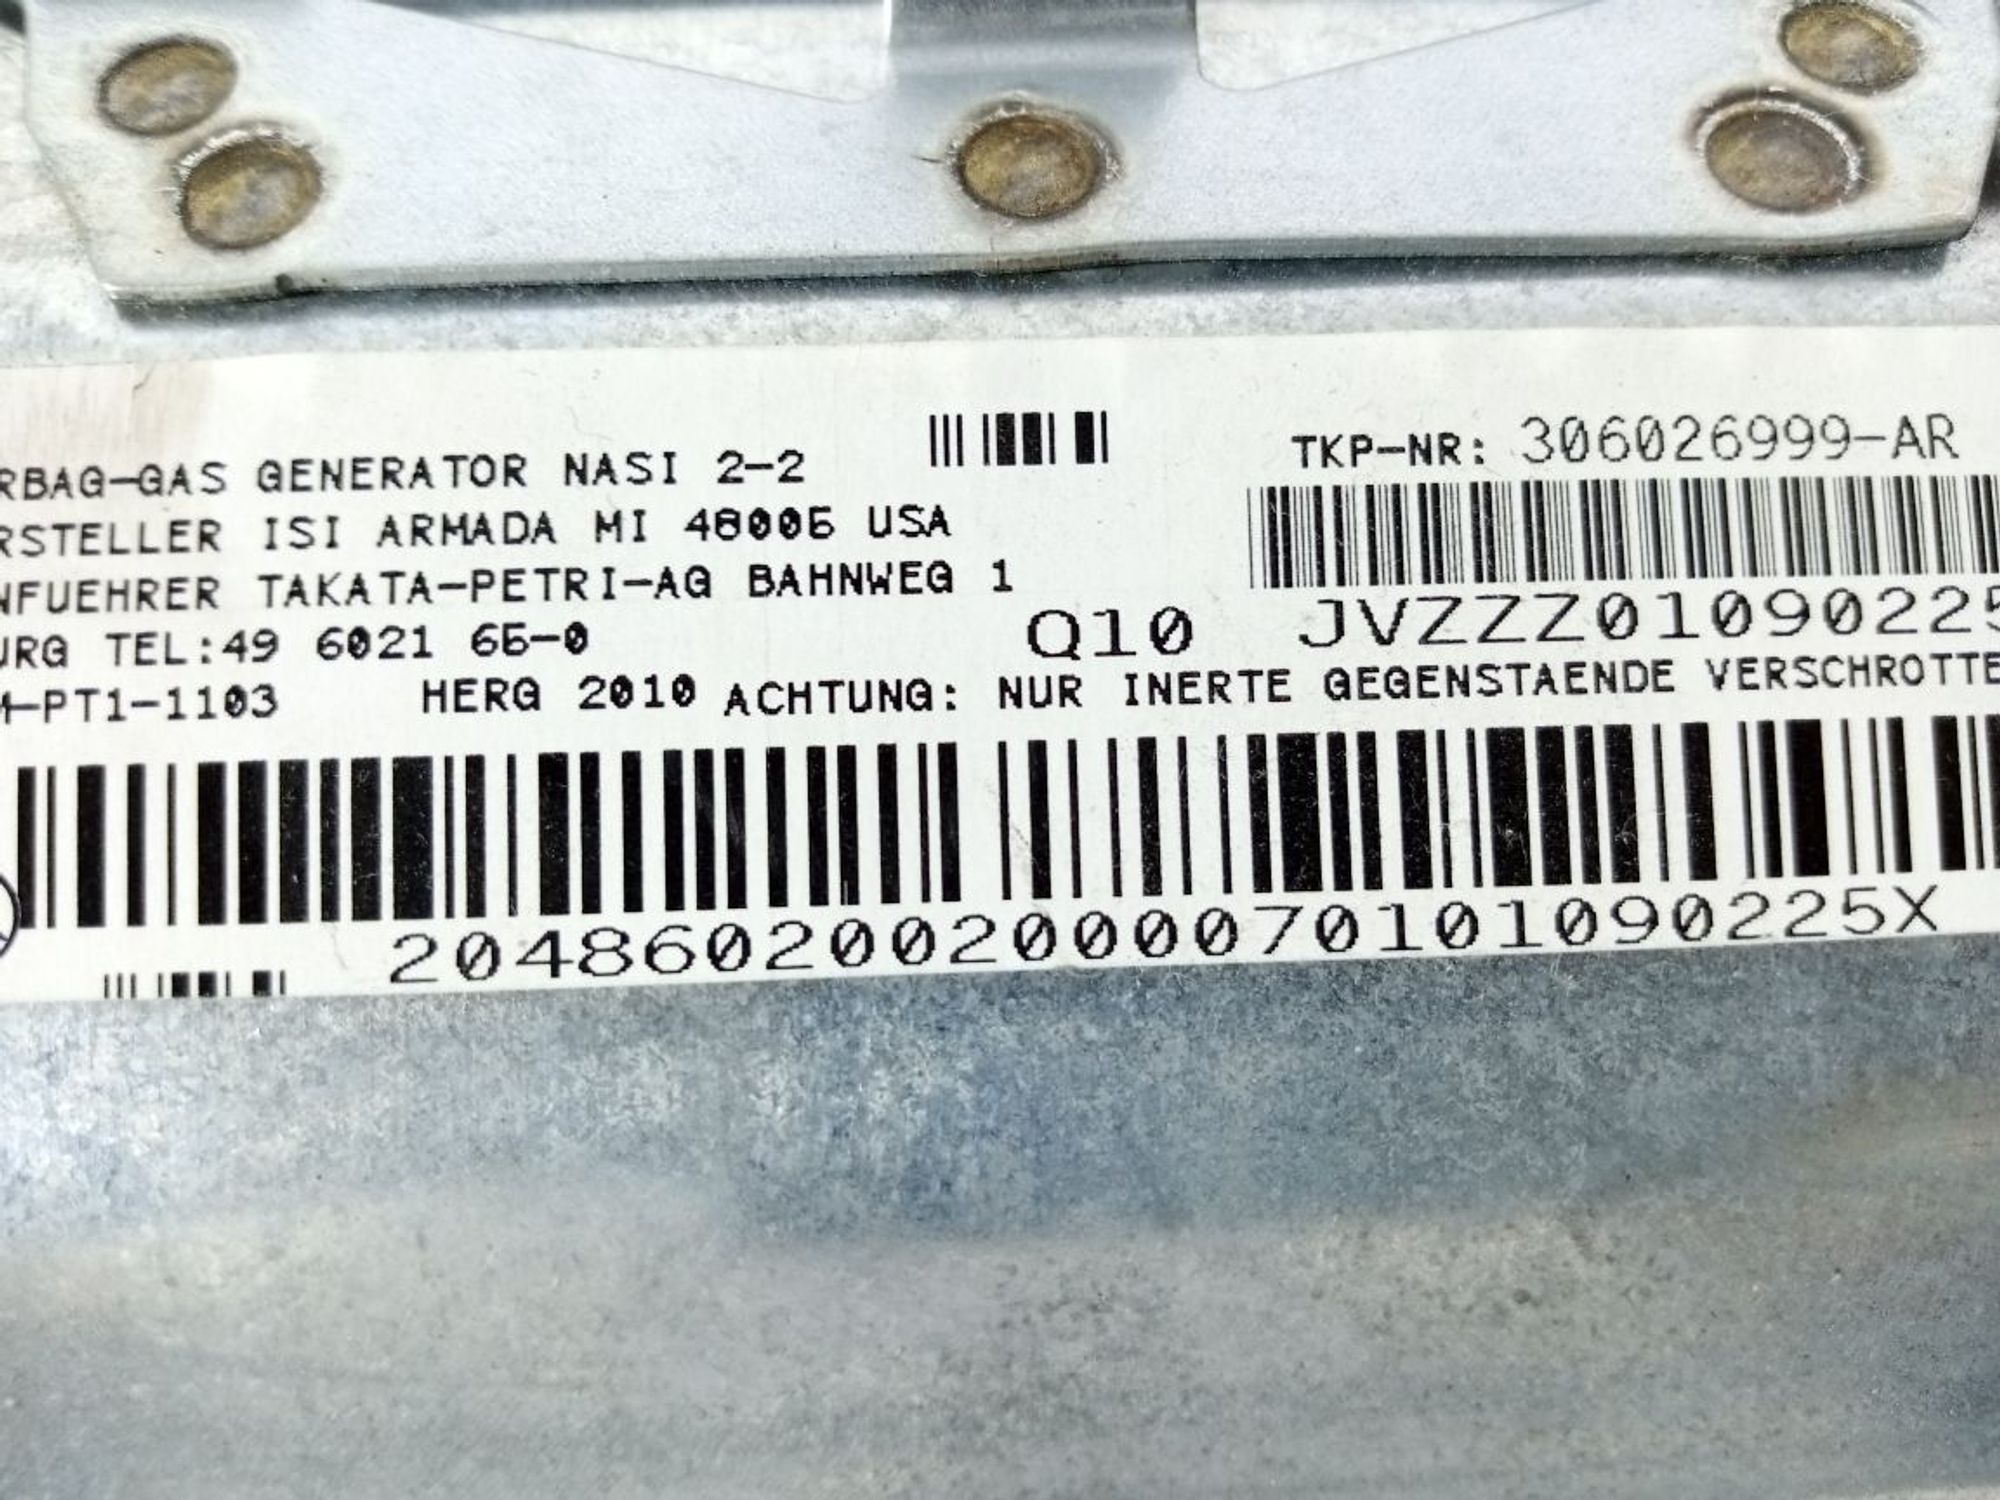 RBAG-GAS GENERATOR NASI 2-2
TKP-NR: 306026999-AR
RSTELLER ISI ARMADA MI 48005 USA
NFUEHRER TAKATA-PETRI-AG BAHNWEG 1
URG TEL:49 6021 65-0
Q10 JVZZZ01090225
M-PT1-1103 HERG 2010 ACHTUNG: NUR INERTE GEGENSTAENDE VERSCHROTTE
204860200200007010109​0225X